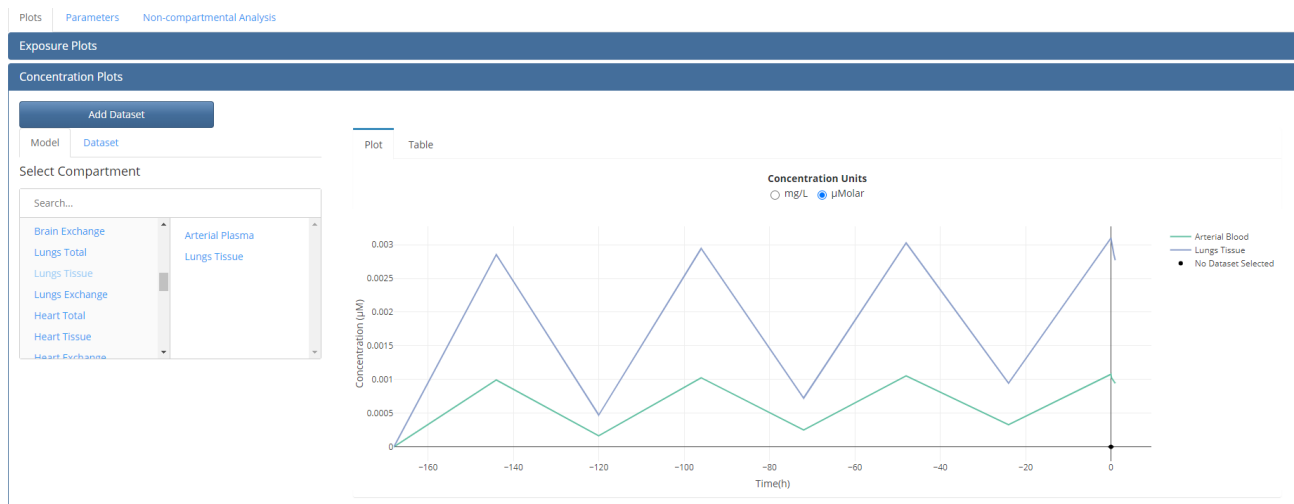 Plots Parameters Non-compartmental Analysis
Exposure Plots
Concentration Plots
Add Dataset
Model Dataset
Select Compartment
Search...
Brain Exchange
Lungs Total
Lungs Tissue
Lungs Exchange
Heart Total
Heart Tissue
Heart Exchange
Arterial Plasma
Lungs Tissue
Plot Table
Concentration Units
mg/L µMolar
Concentration (µM)
0.003
0.0025
0.002
0.0015
0.001
0.0005
0
−160 −140 −120 −100 −80 −60 −40 −20 0
Time(h)
Arterial Blood
Lungs Tissue
No Dataset Selected